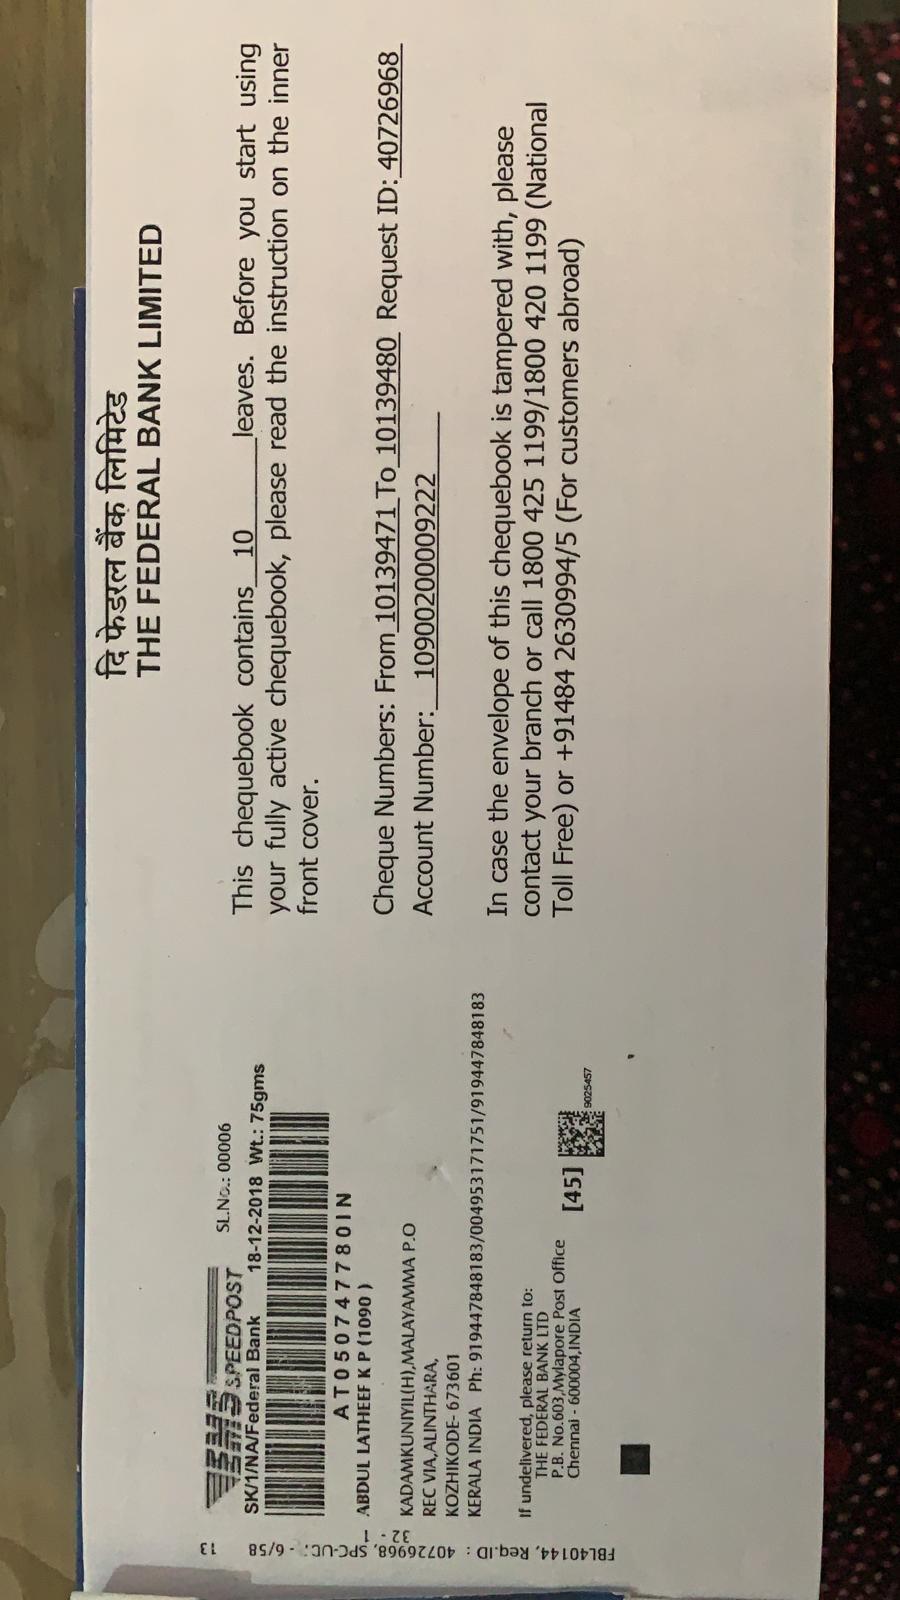 दि फेडरल बैंक लिमिटेड
THE FEDERAL BANK LIMITED
This chequebook contains 10 leaves. Before you start using
your fully active chequebook, please read the instruction on the inner
front cover.
Cheque Numbers: From 10139471 To 10139480 Request ID: 40726968
Account Number: 10900200009222
In case the envelope of this chequebook is tampered with, please
contact your branch or call 1800 425 1199/1800 420 1199 (National
Toll Free) or +91484 2630994/5 (For customers abroad)
SPEEDPOST
SL.No.: 00006
SK/1/NA/Federal Bank 18-12-2018 Wt.: 75gms
AT050747780IN
ABDUL LATHEEF K P (1090 )
KADAMKUNIYIL(H),MALAYAMMA P.O
REC VIA,ALINTHARA,
KOZHIKODE- 673601
KERALA INDIA Ph: 919447848183/00495317 1751/919447848183
If undelivered, please return to:
THE FEDERAL BANK LTD
P.B. No.603,Mylapore Post Office
Chennai - 600004,INDIA
[45]
9025457
FBL40144, Req.ID : 40726968, SPC-UC: - 6/58 13
32 - 1